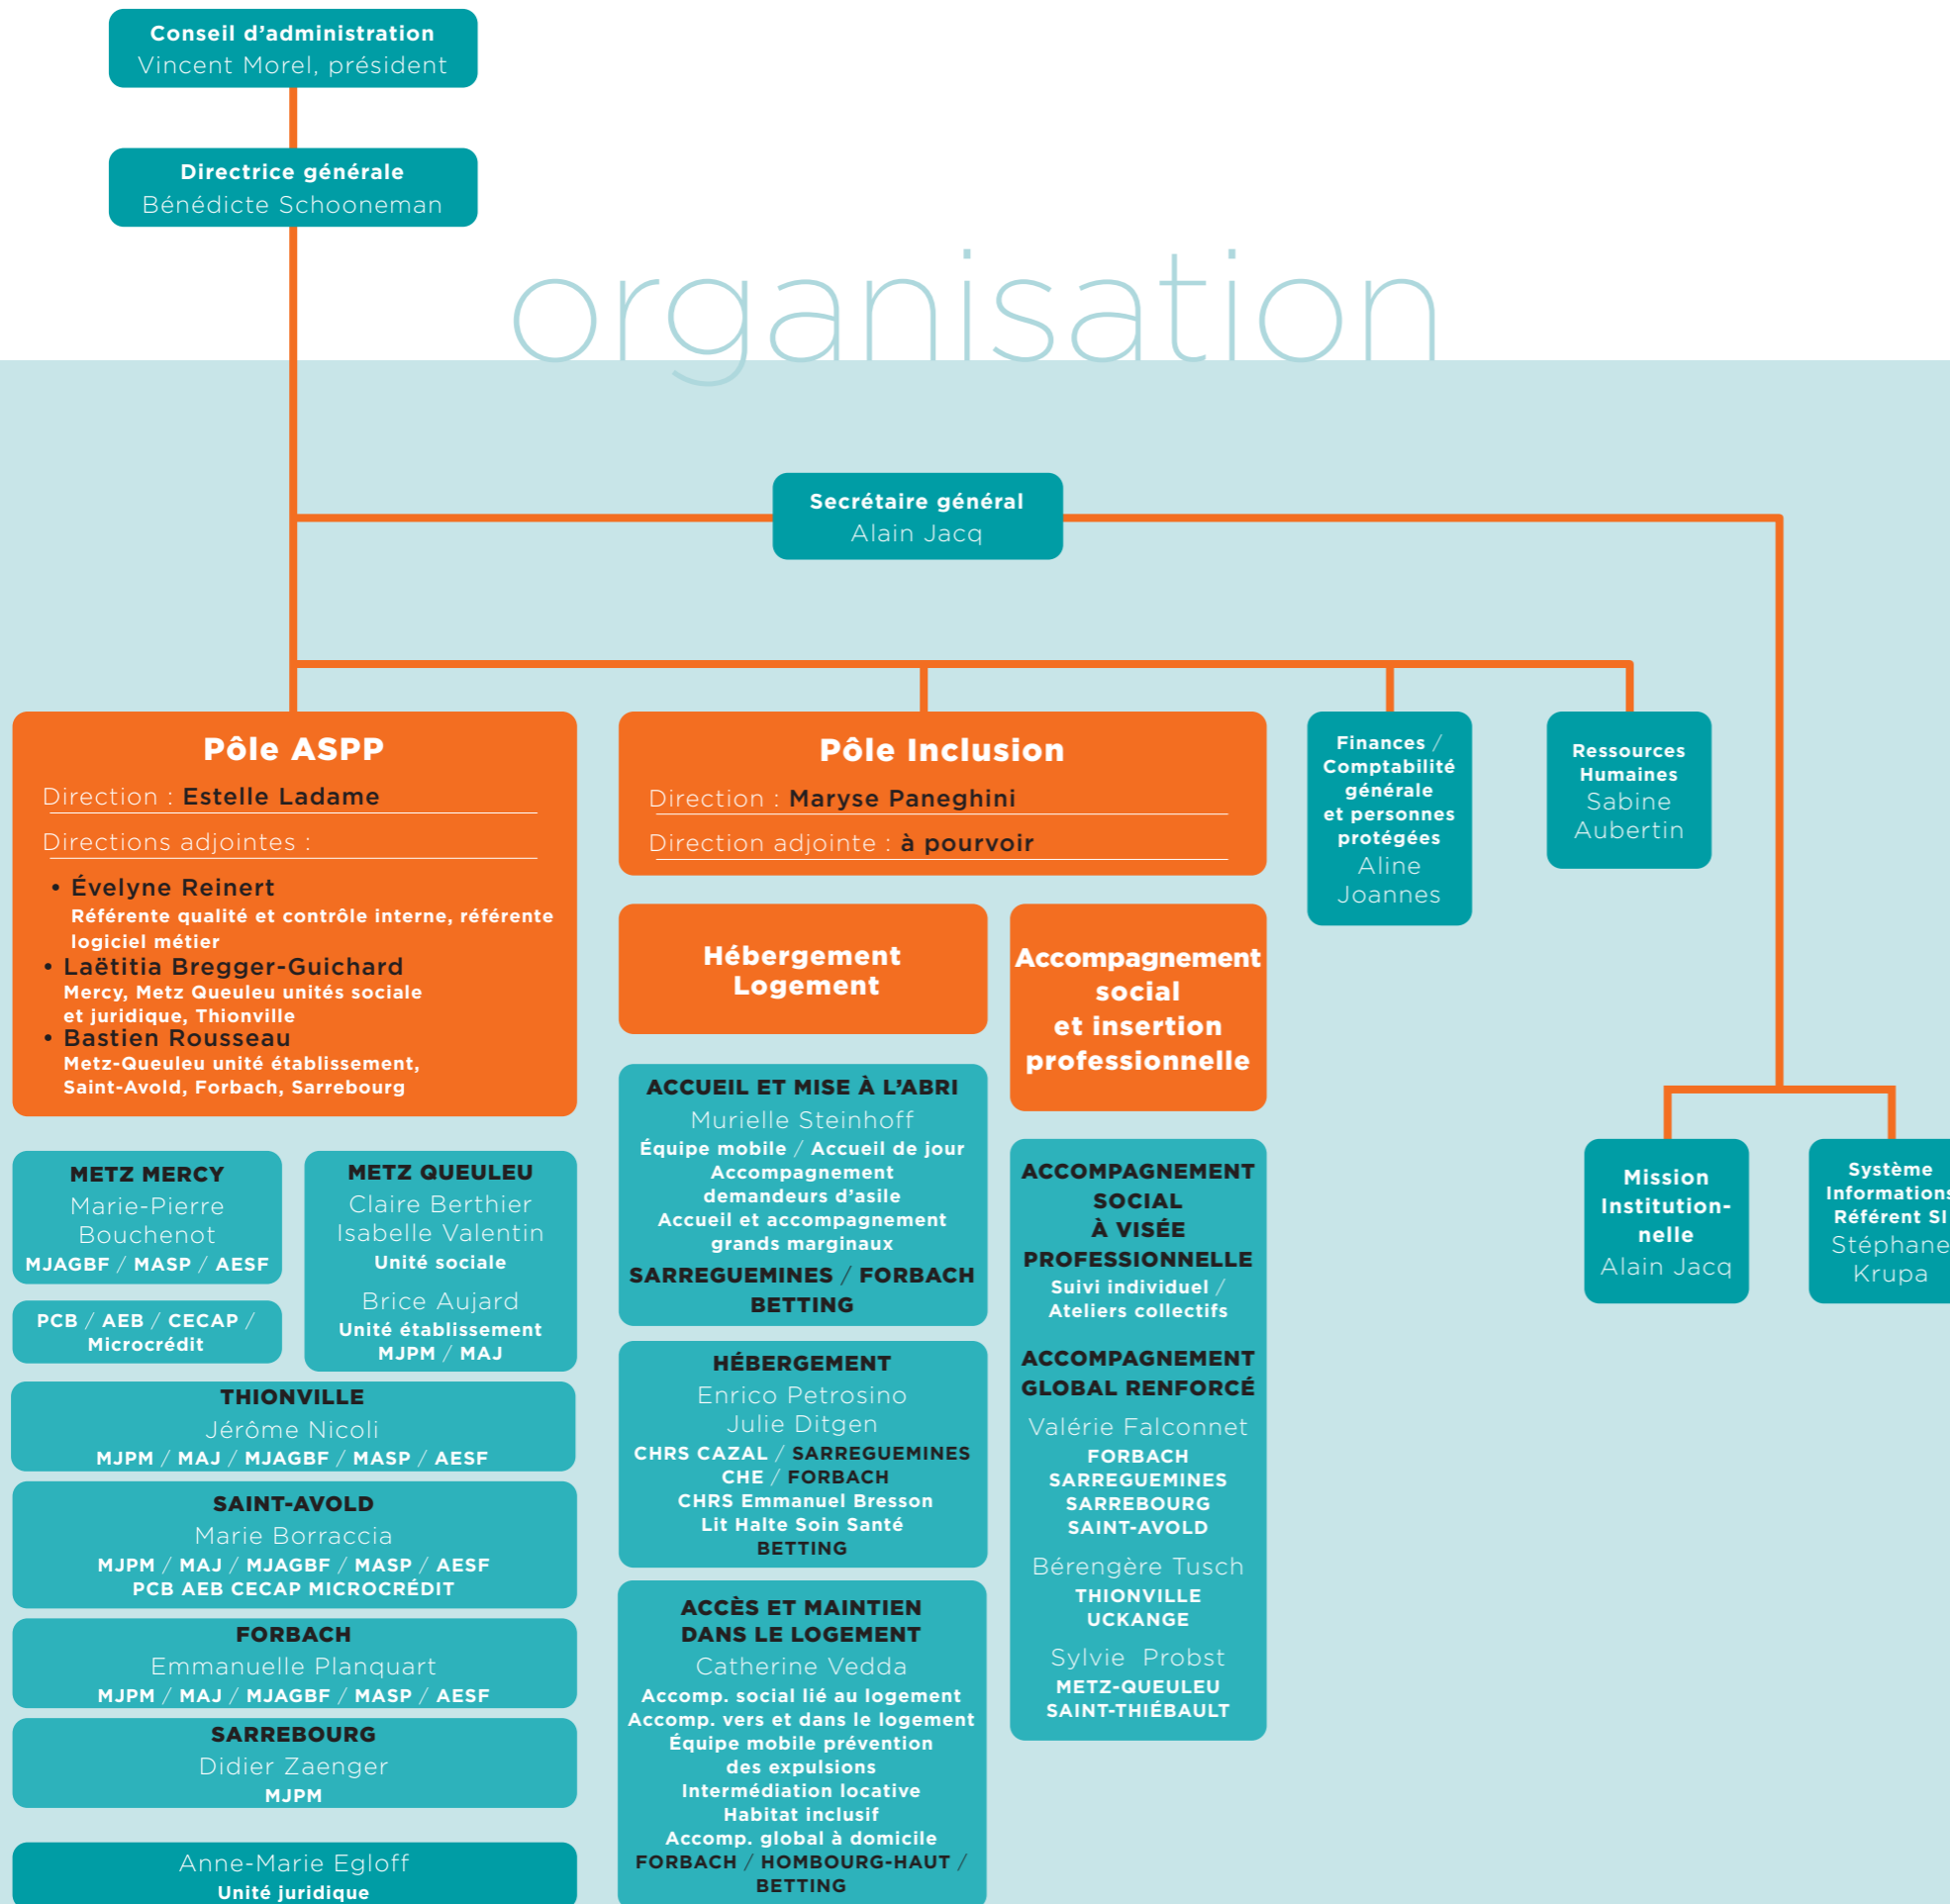 Conseil d'administration
Vincent Morel, président
Directrice générale
Bénédicte Schooneman
organisation
Secrétaire général
Alain Jacq
Pôle ASPP
Direction : Estelle Ladame
Directions adjointes :
• Évelyne Reinert
Référente qualité et contrôle interne, référente
logiciel métier
• Laëtitia Bregger-Guichard
Mercy, Metz Queuleu unités sociale
et juridique, Thionville
• Bastien Rousseau
Metz-Queuleu unité établissement,
Saint-Avold, Forbach, Sarrebourg
METZ MERCY
Marie-Pierre
Bouchenot
MJAGBF / MASP / AESF
PCB / AEB / CECAP /
Microcrédit
METZ QUEULEU
Claire Berthier
Isabelle Valentin
Unité sociale
Brice Aujard
Unité établissement
MJPM / MAJ
THIONVILLE
Jérôme Nicoli
MJPM / MAJ / MJAGBF / MASP / AESF
SAINT-AVOLD
Marie Borraccia
MJPM / MAJ / MJAGBF / MASP / AESF
PCB AEB CECAP MICROCRÉDIT
FORBACH
Emmanuelle Planquart
MJPM / MAJ / MJAGBF / MASP / AESF
SARREBOURG
Didier Zaenger
MJPM
Anne-Marie Egloff
Unité juridique
Pôle Inclusion
Direction : Maryse Paneghini
Direction adjointe : à pourvoir
Hébergement
Logement
ACCUEIL ET MISE À L'ABRI
Murielle Steinhoff
Équipe mobile / Accueil de jour
Accompagnement
demandeurs d'asile
Accueil et accompagnement
grands marginaux
SARREGUEMINES / FORBACH
BETTING
HÉBERGEMENT
Enrico Petrosino
Julie Ditgen
CHRS CAZAL / SARREGUEMINES
CHE / FORBACH
CHRS Emmanuel Bresson
Lit Halte Soin Santé
BETTING
ACCÈS ET MAINTIEN
DANS LE LOGEMENT
Catherine Vedda
Accomp. social lié au logement
Accomp. vers et dans le logement
Équipe mobile prévention
des expulsions
Intermédiation locative
Habitat inclusif
Accomp. global à domicile
FORBACH / HOMBOURG-HAUT /
BETTING
Accompagnement
social
et insertion
professionnelle
ACCOMPAGNEMENT
SOCIAL
À VISÉE
PROFESSIONNELLE
Suivi individuel /
Ateliers collectifs
ACCOMPAGNEMENT
GLOBAL RENFORCÉ
Valérie Falconnet
FORBACH
SARREGUEMINES
SARREBOURG
SAINT-AVOLD
Bérengère Tusch
THIONVILLE
UCKANGE
Sylvie Probst
METZ-QUEULEU
SAINT-THIÉBAULT
Finances /
Comptabilité
générale
et personnes
protégées
Aline
Joannes
Ressources
Humaines
Sabine
Aubertin
Mission
Institution-
nelle
Alain Jacq
Système
Informations
Référent SI
Stéphane
Krupa